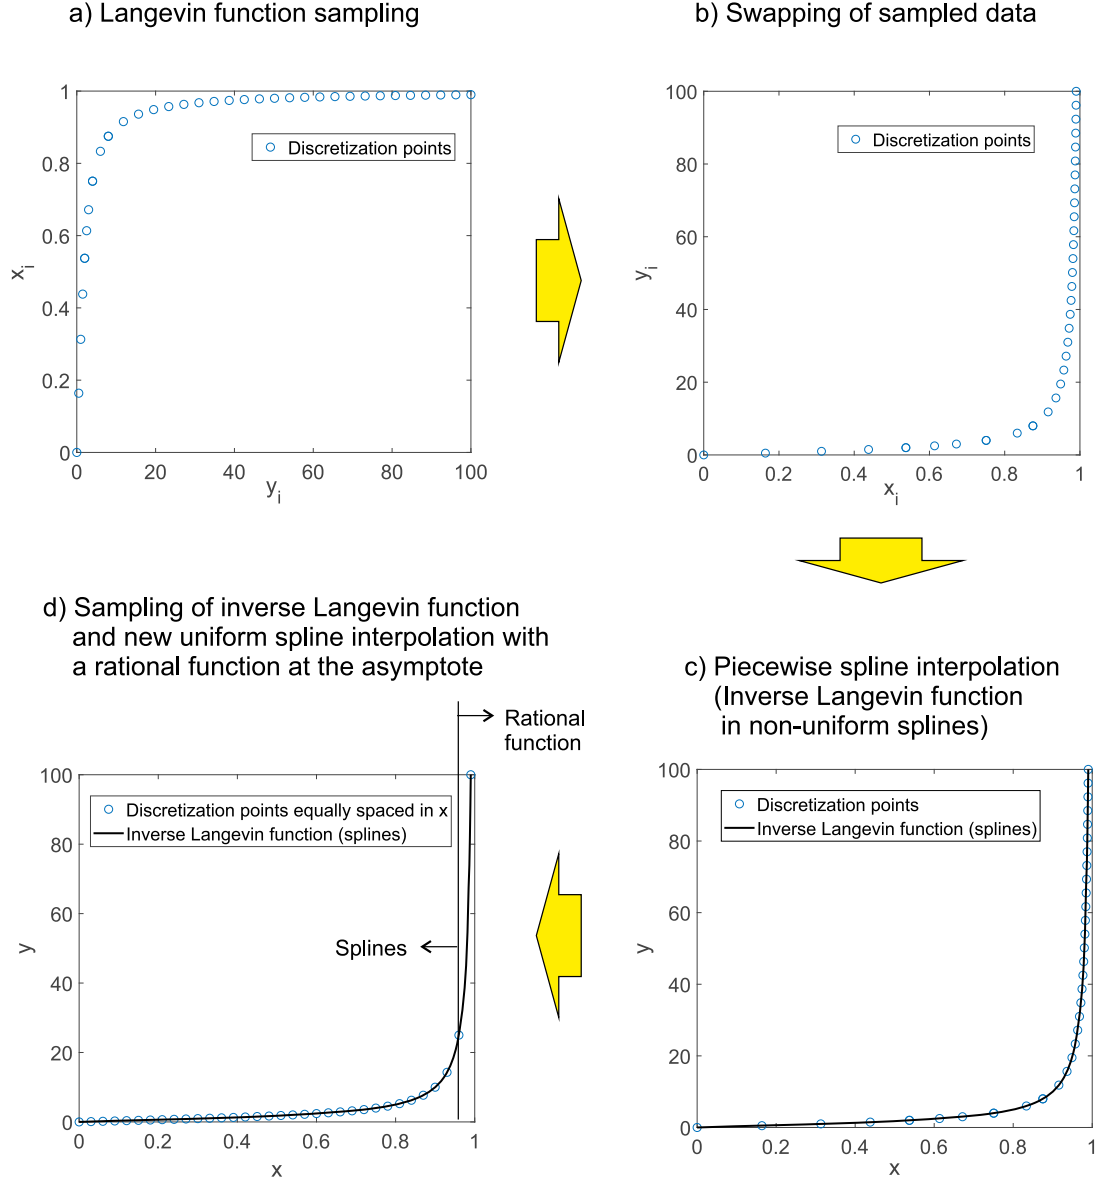 a) Langevin function sampling
1
0.8
0.6
0.4
0.2
0
x_i
Discretization points
0 20 40 60 80 100
y_i
b) Swapping of sampled data
100
80
60
40
20
0
y_i
Discretization points
0 0.2 0.4 0.6 0.8 1
x_i
c) Piecewise spline interpolation
(Inverse Langevin function
in non-uniform splines)
100
80
60
40
20
0
y
Discretization points
Inverse Langevin function (splines)
0 0.2 0.4 0.6 0.8 1
x
d) Sampling of inverse Langevin function
and new uniform spline interpolation with
a rational function at the asymptote
Rational
function
100
80
60
40
20
0
y
Discretization points equally spaced in x
Inverse Langevin function (splines)
Splines
0 0.2 0.4 0.6 0.8 1
x